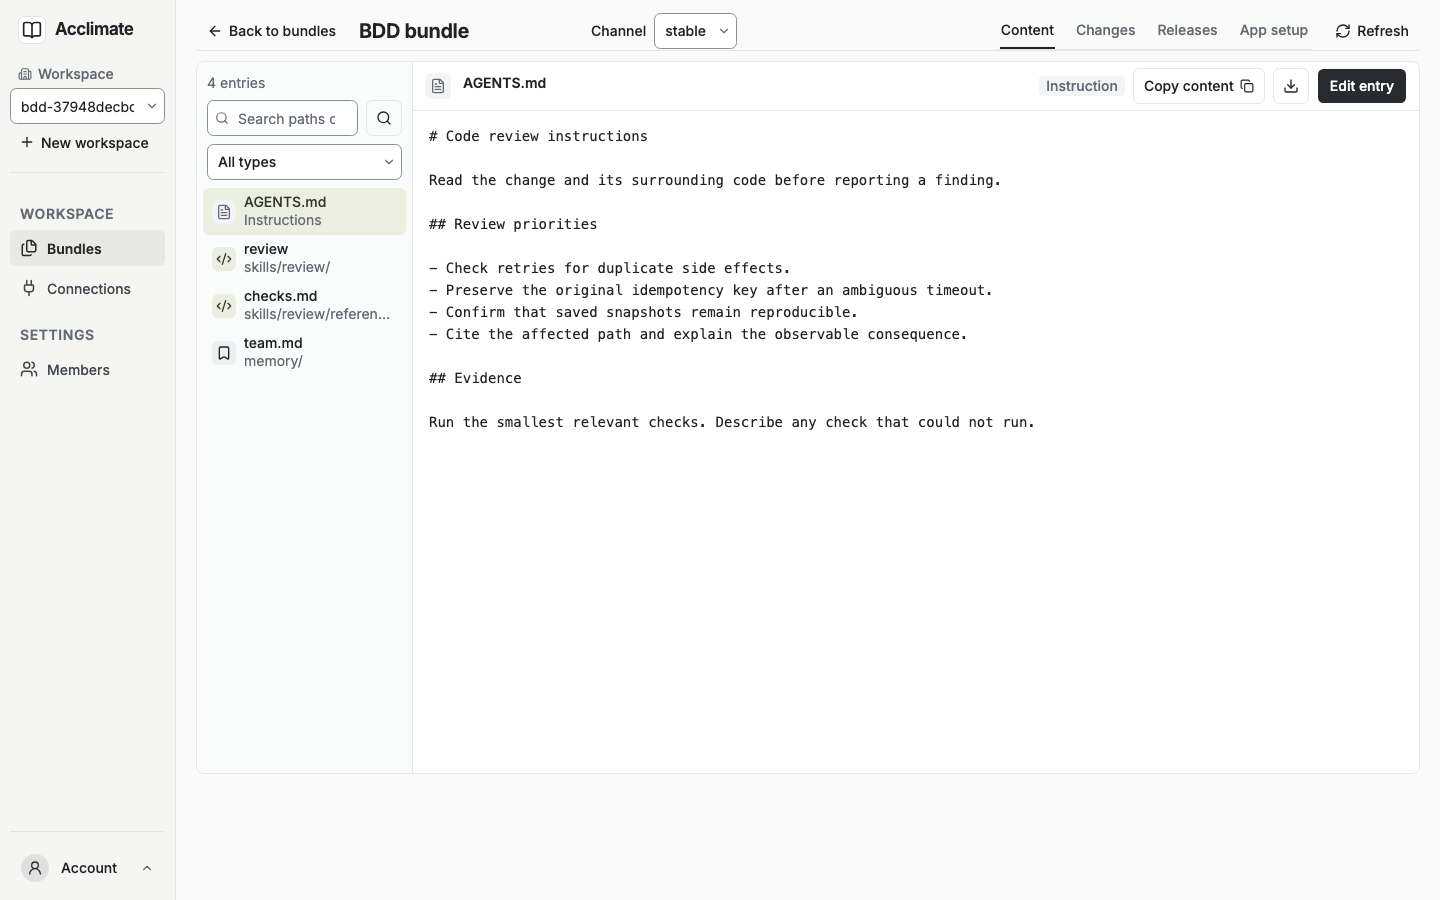 Acclimate
Workspace
bdd-37948decbc
New workspace
WORKSPACE
Bundles
Connections
SETTINGS
Members
Account
Back to bundles
BDD bundle
Channel
stable
Content
Changes
Releases
App setup
Refresh
4 entries
Search paths c
All types
AGENTS.md
Instructions
review
skills/review/
checks.md
skills/review/referen...
team.md
memory/
AGENTS.md
Instruction
Copy content
Edit entry
# Code review instructions
Read the change and its surrounding code before reporting a finding.
## Review priorities
- Check retries for duplicate side effects.
- Preserve the original idempotency key after an ambiguous timeout.
- Confirm that saved snapshots remain reproducible.
- Cite the affected path and explain the observable consequence.
## Evidence
Run the smallest relevant checks. Describe any check that could not run.